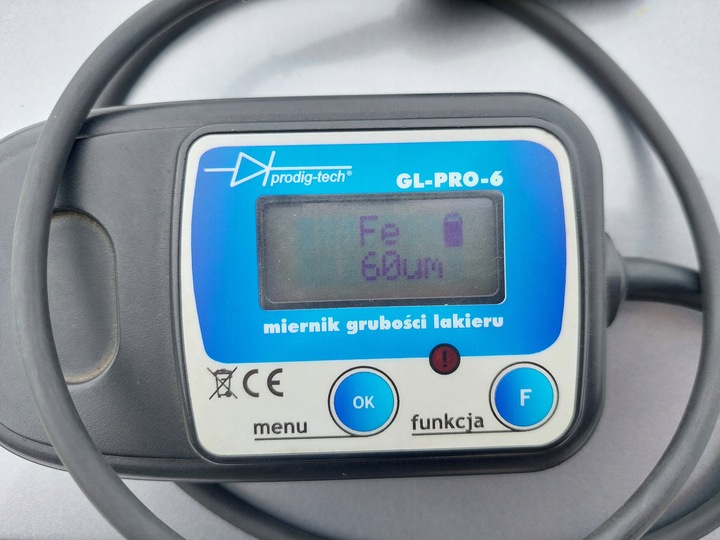 prodig-tech®
GL-PRO-6
Fe
60um
miernik grubości lakieru
!
CE
OK
F
menu
funkcja